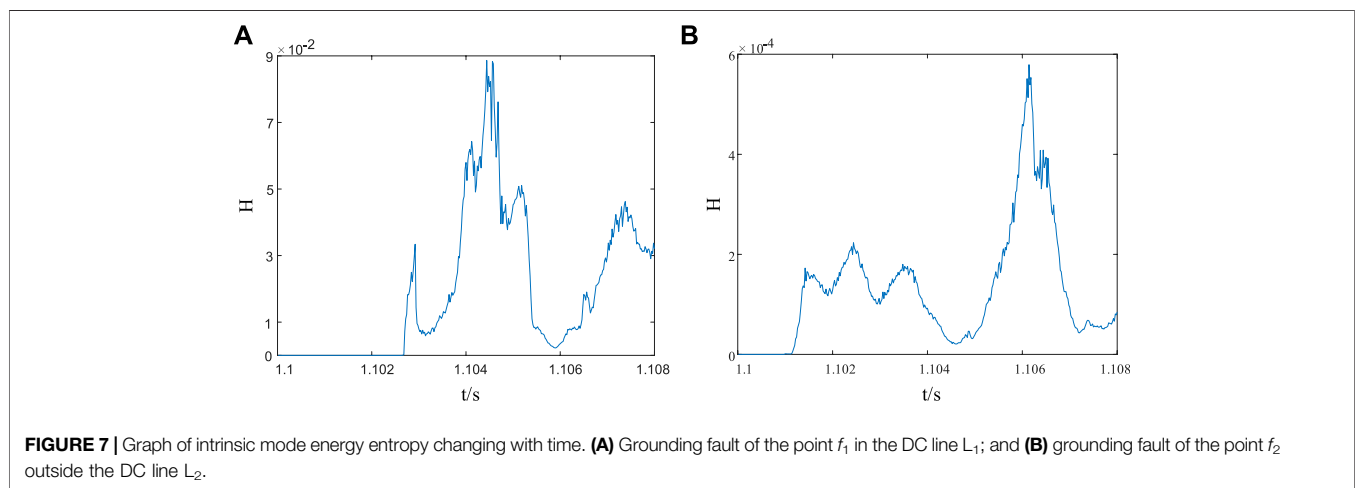 A
×10-2
9
7
5
3
1
0
H
1.1
1.102
1.104
1.106
1.108
t/s
B
×10-4
6
4
2
0
H
1.1
1.102
1.104
1.106
1.108
t/s
FIGURE 7 | Graph of intrinsic mode energy entropy changing with time. (A) Grounding fault of the point f1 in the DC line L1; and (B) grounding fault of the point f2
outside the DC line L2.